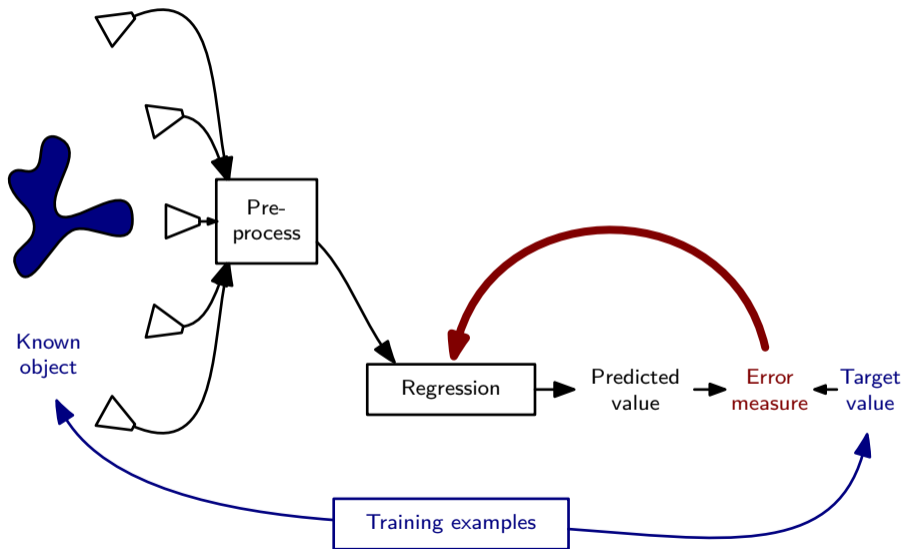 Pre-
process
Known
object
Regression
Predicted
value
Error
measure
Target
value
Training examples